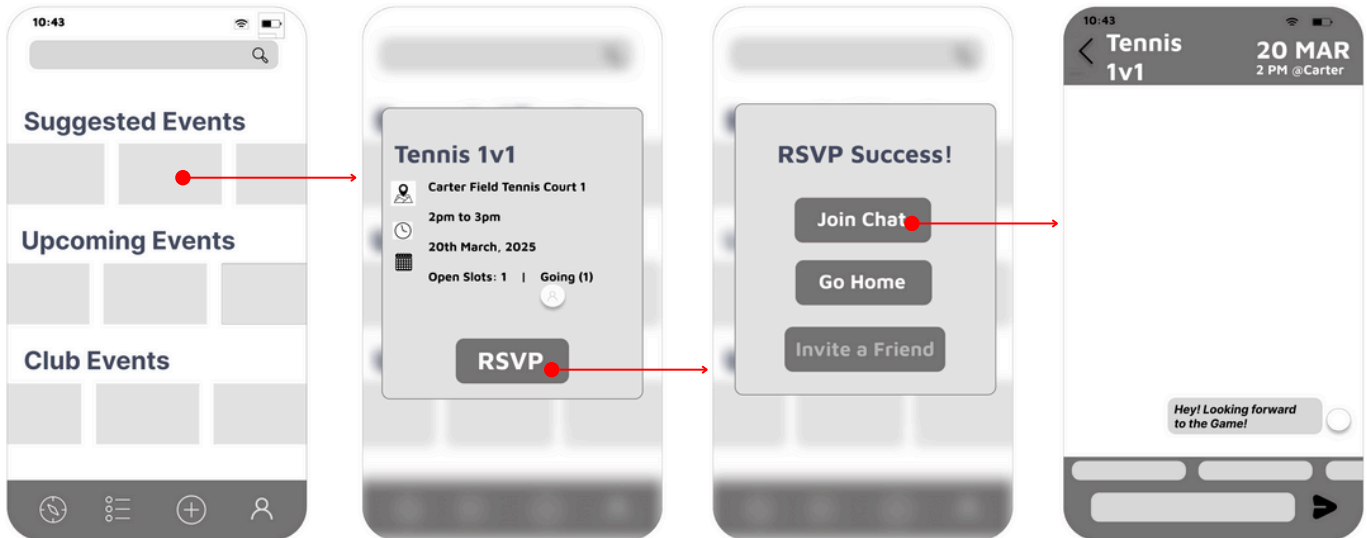 10:43
Suggested Events
Upcoming Events
Club Events
Tennis 1v1
Carter Field Tennis Court 1
2pm to 3pm
20th March, 2025
Open Slots: 1 | Going (1)
RSVP
RSVP Success!
Join Chat
Go Home
Invite a Friend
10:43
Tennis
1v1
20 MAR
2 PM @Carter
Hey! Looking forward
to the Game!